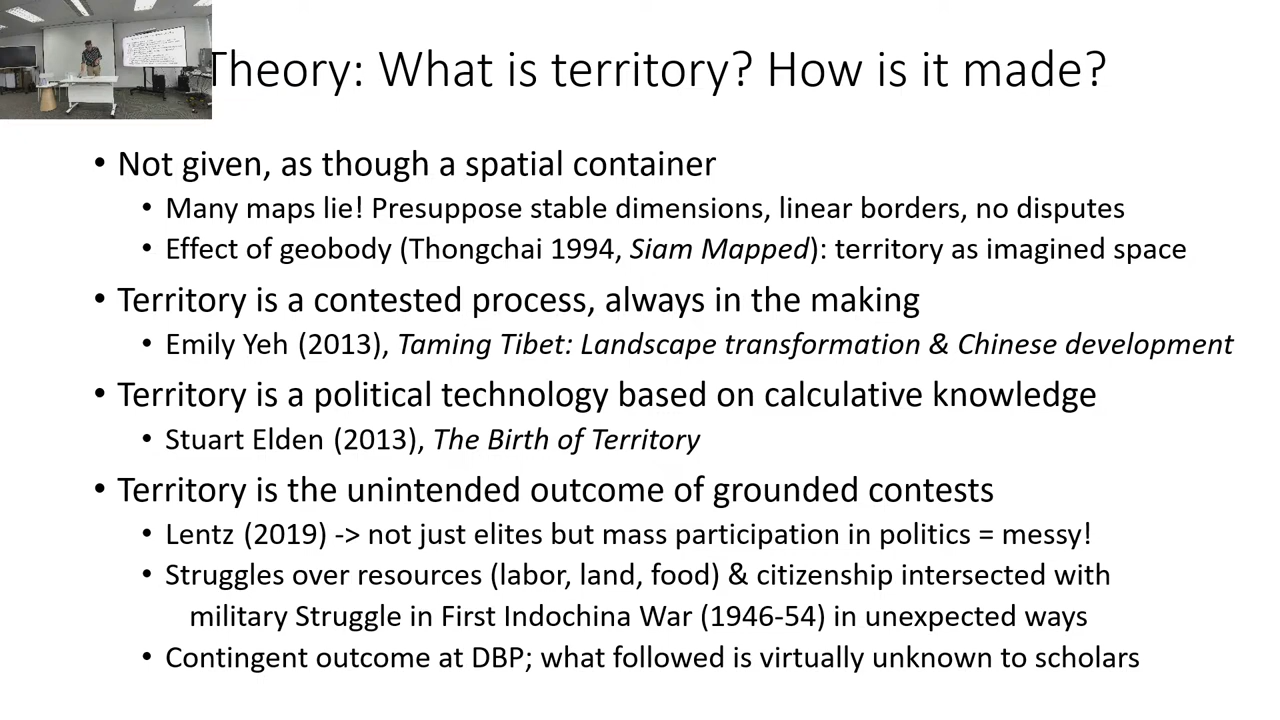 Theory: What is territory? How is it made?
• Not given, as though a spatial container
• Many maps lie! Presuppose stable dimensions, linear borders, no disputes
• Effect of geobody (Thongchai 1994, Siam Mapped): territory as imagined space
• Territory is a contested process, always in the making
• Emily Yeh (2013), Taming Tibet: Landscape transformation & Chinese development
• Territory is a political technology based on calculative knowledge
• Stuart Elden (2013), The Birth of Territory
• Territory is the unintended outcome of grounded contests
• Lentz (2019) -> not just elites but mass participation in politics = messy!
• Struggles over resources (labor, land, food) & citizenship intersected with
military Struggle in First Indochina War (1946-54) in unexpected ways
• Contingent outcome at DBP; what followed is virtually unknown to scholars